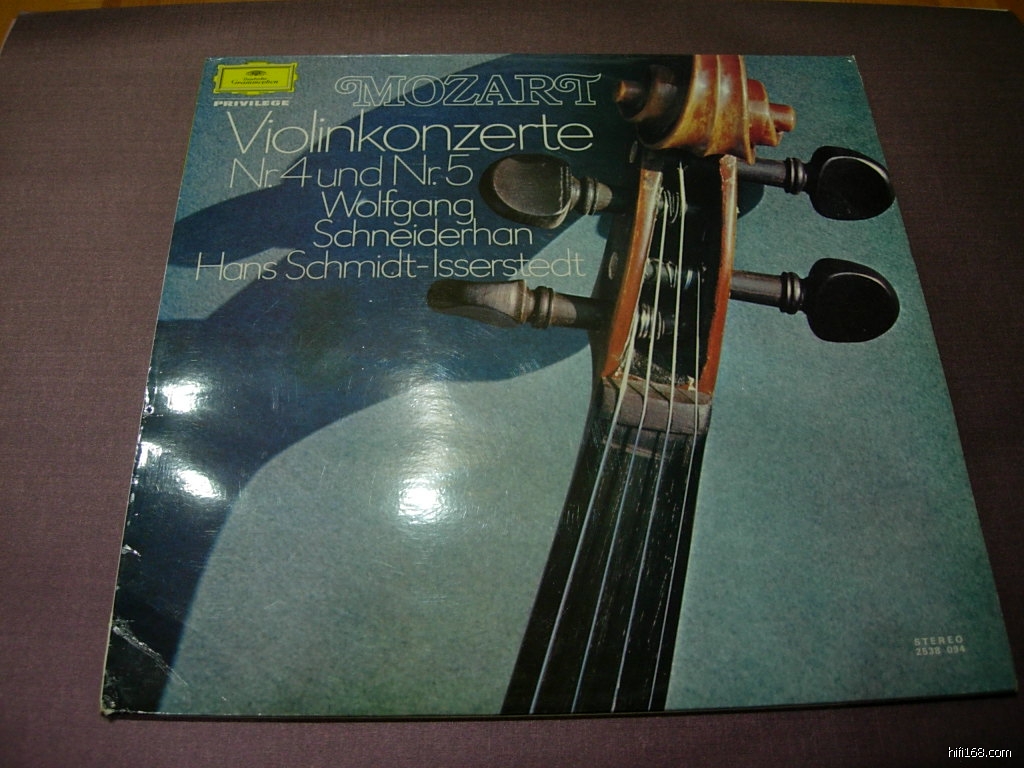 Deutsche
Grammophon
PRIVILEGE
MOZART
Violinkonzerte
Nr. 4 und Nr. 5
Wolfgang
Schneiderhan
Hans Schmidt-Isserstedt
STEREO
2538 094
hifi168.com